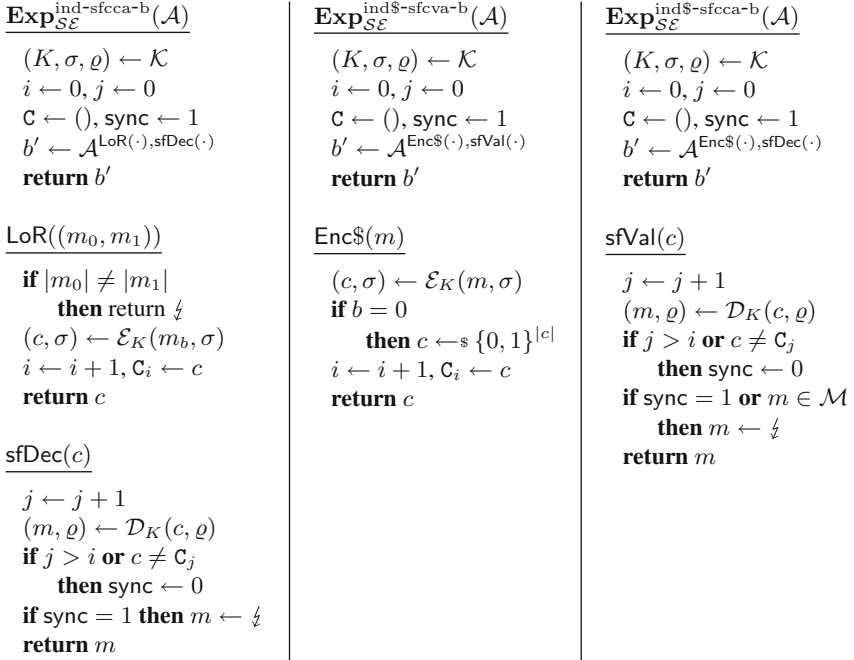 Exp_{SE}^{ind-sfcca-b}(A)
(K, σ, ϱ) ← K
i ← 0, j ← 0
C ← (), sync ← 1
b′ ← A^{LoR(·),sfDec(·)}
return b′
LoR((m_0, m_1))
if |m_0| ≠ |m_1|
then return ↯
(c, σ) ← E_K(m_b, σ)
i ← i + 1, C_i ← c
return c
sfDec(c)
j ← j + 1
(m, ϱ) ← D_K(c, ϱ)
if j > i or c ≠ C_j
then sync ← 0
if sync = 1 then m ← ↯
return m
Exp_{SE}^{ind$-sfcva-b}(A)
(K, σ, ϱ) ← K
i ← 0, j ← 0
C ← (), sync ← 1
b′ ← A^{Enc$(·),sfVal(·)}
return b′
Enc$(m)
(c, σ) ← E_K(m, σ)
if b = 0
then c ←$ {0, 1}^{|c|}
i ← i + 1, C_i ← c
return c
Exp_{SE}^{ind$-sfcca-b}(A)
(K, σ, ϱ) ← K
i ← 0, j ← 0
C ← (), sync ← 1
b′ ← A^{Enc$(·),sfDec(·)}
return b′
sfVal(c)
j ← j + 1
(m, ϱ) ← D_K(c, ϱ)
if j > i or c ≠ C_j
then sync ← 0
if sync = 1 or m ∈ M
then m ← ↯
return m